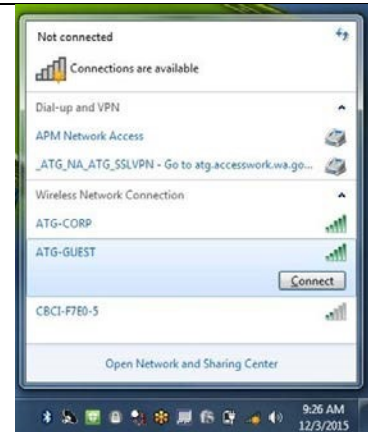 Not connected
Connections are available
Dial-up and VPN
APM Network Access
_ATG_NA_ATG_SSLVPN - Go to atg.accesswork.wa.go...
Wireless Network Connection
ATG-CORP
ATG-GUEST
Connect
CBCI-F7E0-5
Open Network and Sharing Center
9:26 AM
12/3/2015